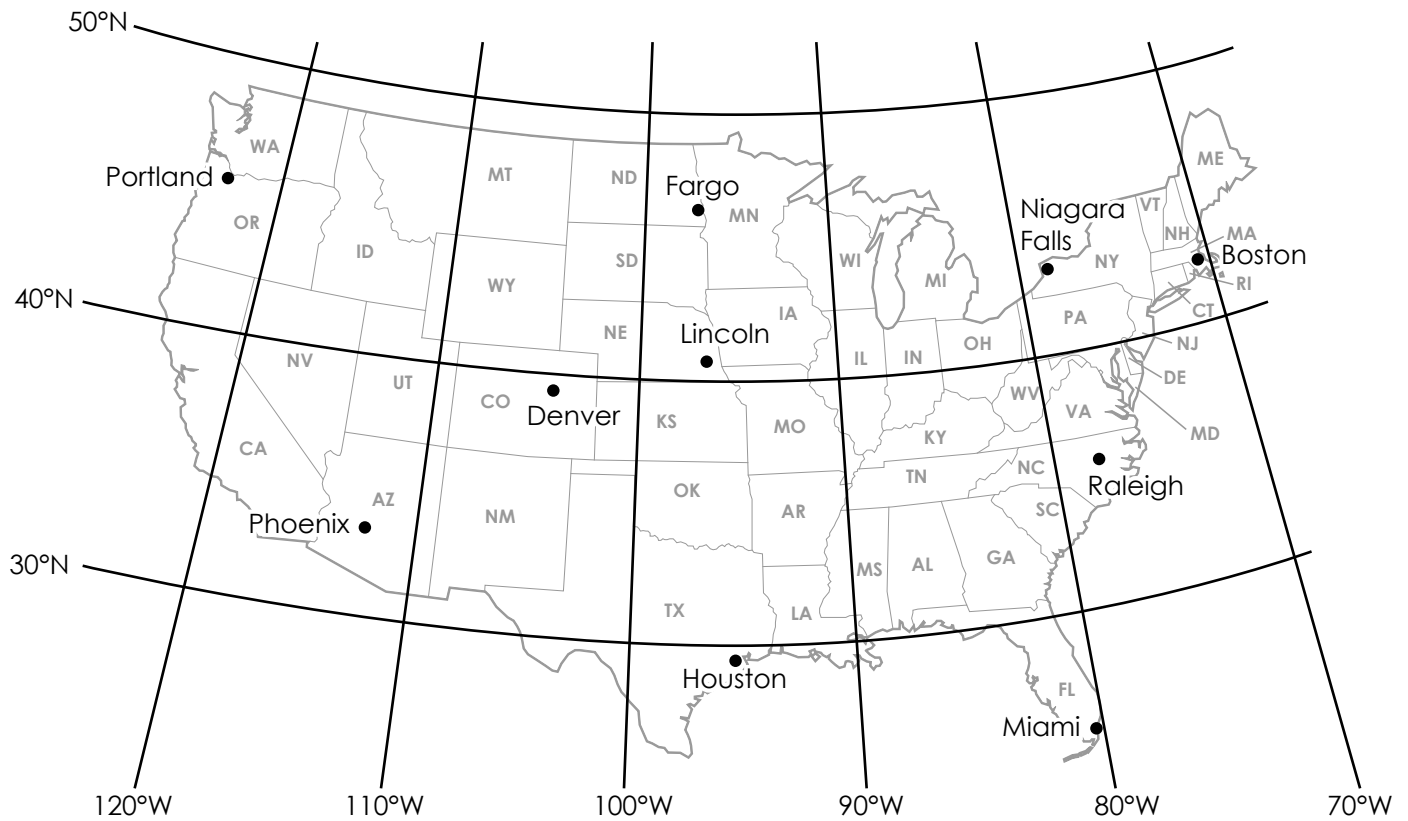 50°N
WA
ME
Portland
MT
ND
Fargo
MN
VT
Niagara
Falls
OR
NH
MA
ID
SD
WI
NY
Boston
MI
WY
RI
40°N
IA
CT
NE
Lincoln
PA
OH
NJ
NV
IL
IN
UT
DE
CO
Denver
WV
VA
KS
MO
KY
MD
CA
TN
NC
Raleigh
AZ
OK
Phoenix
NM
AR
SC
30°N
MS
AL
GA
TX
LA
Houston
FL
Miami
120°W
110°W
100°W
90°W
80°W
70°W